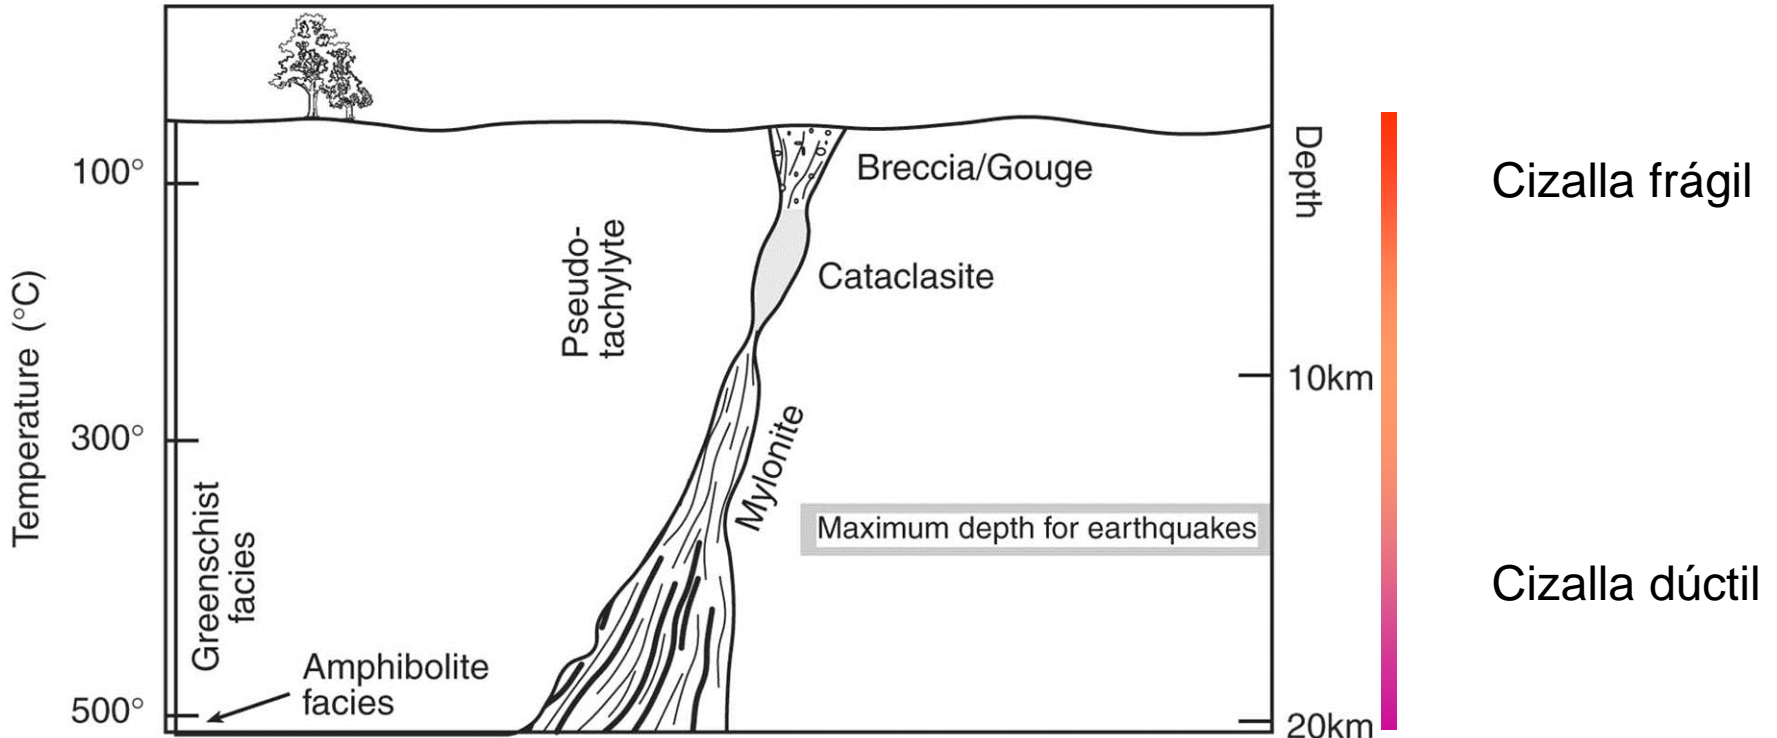 Temperature (°C)
100°
300°
500°
Greenschist
facies
Amphibolite
facies
Pseudo-
tachylyte
Breccia/Gouge
Cataclasite
Mylonite
Maximum depth for earthquakes
Depth
10km
20km
Cizalla frágil
Cizalla dúctil